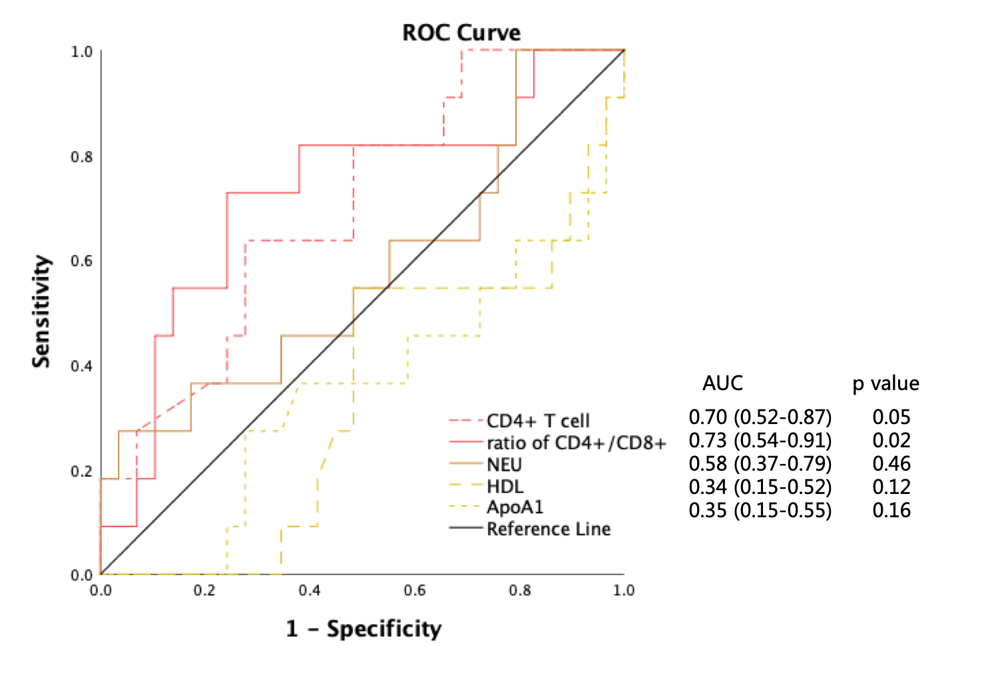 ROC Curve
1.0
0.8
0.6
0.4
0.2
0.0
Sensitivity
0.0 0.2 0.4 0.6 0.8 1.0
1 - Specificity
AUC p value
CD4+ T cell 0.70 (0.52-0.87) 0.05
ratio of CD4+/CD8+ 0.73 (0.54-0.91) 0.02
NEU 0.58 (0.37-0.79) 0.46
HDL 0.34 (0.15-0.52) 0.12
ApoA1 0.35 (0.15-0.55) 0.16
Reference Line